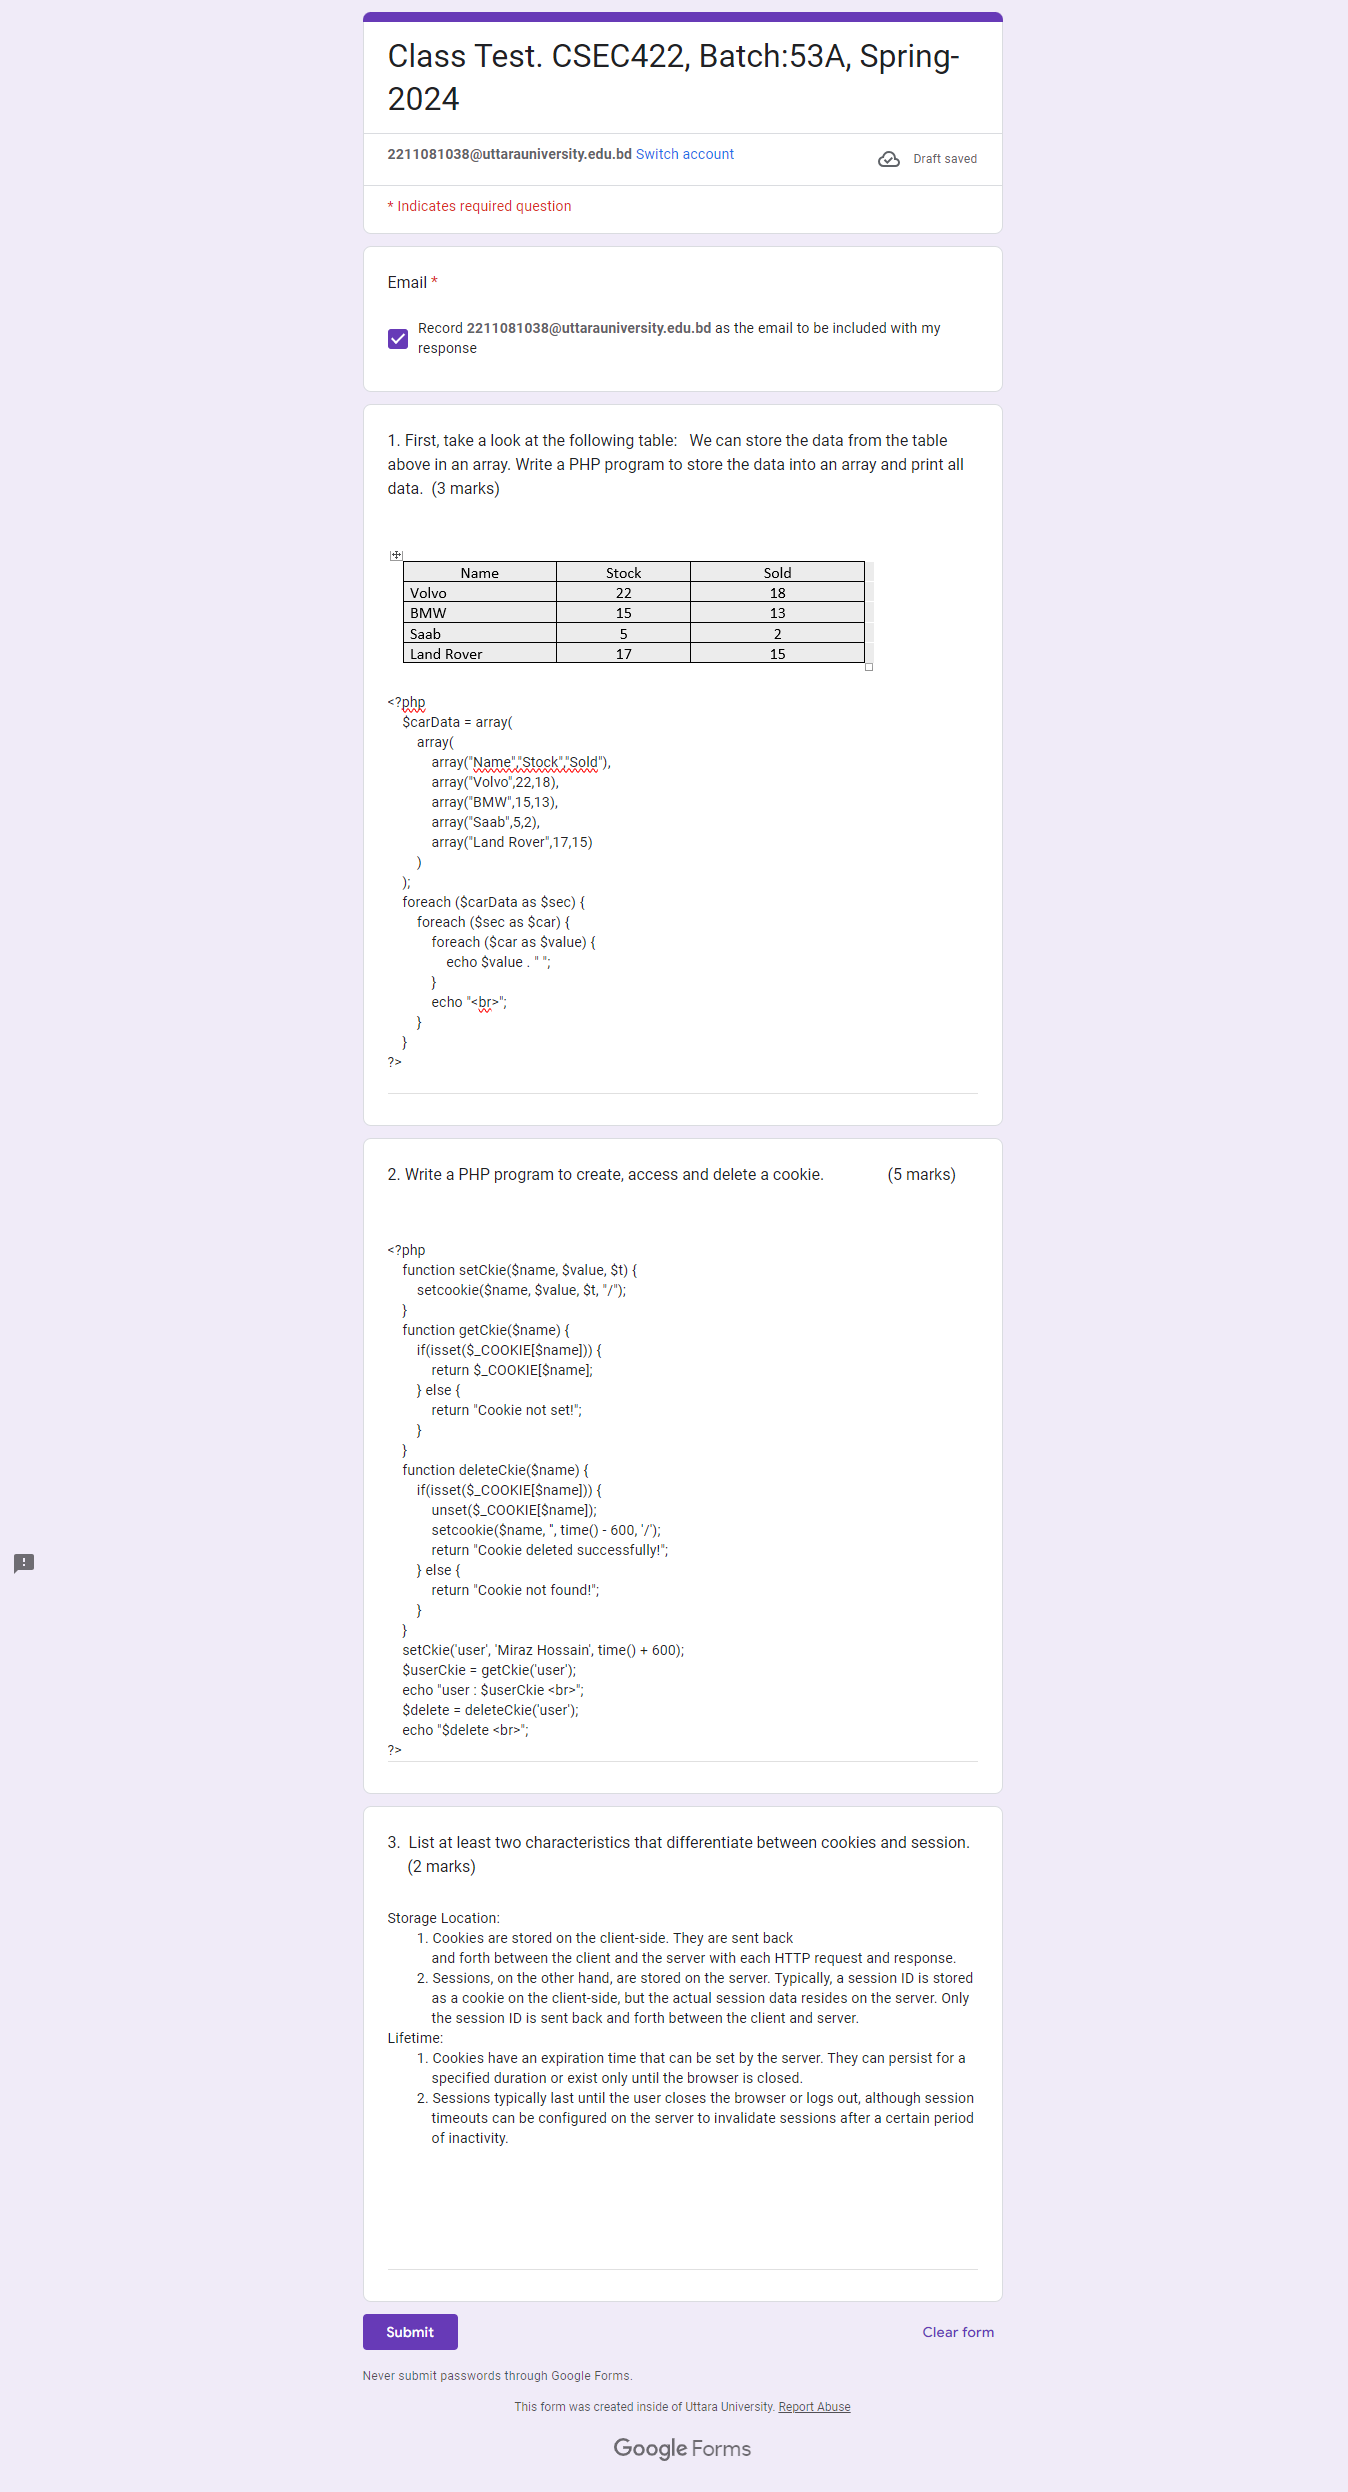 Class Test. CSEC422, Batch:53A, Spring-
2024
2211081038@uttarauniversity.edu.bd Switch account
Draft saved
* Indicates required question
Email *
Record 2211081038@uttarauniversity.edu.bd as the email to be included with my
response
1. First, take a look at the following table:   We can store the data from the table
above in an array. Write a PHP program to store the data into an array and print all
data.  (3 marks)
Name Stock Sold
Volvo 22 18
BMW 15 13
Saab 5 2
Land Rover 17 15
<?php
    $carData = array(
        array(
            array("Name","Stock","Sold"),
            array("Volvo",22,18),
            array("BMW",15,13),
            array("Saab",5,2),
            array("Land Rover",17,15)
        )
    );
    foreach ($carData as $sec) {
        foreach ($sec as $car) {
            foreach ($car as $value) {
                echo $value . " ";
            }
            echo "<br>";
        }
    }
?>
2. Write a PHP program to create, access and delete a cookie.               (5 marks)
<?php
    function setCkie($name, $value, $t) {
        setcookie($name, $value, $t, "/");
    }
    function getCkie($name) {
        if(isset($_COOKIE[$name])) {
            return $_COOKIE[$name];
        } else {
            return "Cookie not set!";
        }
    }
    function deleteCkie($name) {
        if(isset($_COOKIE[$name])) {
            unset($_COOKIE[$name]);
            setcookie($name, '', time() - 600, '/');
            return "Cookie deleted successfully!";
        } else {
            return "Cookie not found!";
        }
    }
    setCkie('user', 'Miraz Hossain', time() + 600);
    $userCkie = getCkie('user');
    echo "user : $userCkie <br>";
    $delete = deleteCkie('user');
    echo "$delete <br>";
?>
3.  List at least two characteristics that differentiate between cookies and session.
(2 marks)
Storage Location:
1. Cookies are stored on the client-side. They are sent back
and forth between the client and the server with each HTTP request and response.
2. Sessions, on the other hand, are stored on the server. Typically, a session ID is stored
as a cookie on the client-side, but the actual session data resides on the server. Only
the session ID is sent back and forth between the client and server.
Lifetime:
1. Cookies have an expiration time that can be set by the server. They can persist for a
specified duration or exist only until the browser is closed.
2. Sessions typically last until the user closes the browser or logs out, although session
timeouts can be configured on the server to invalidate sessions after a certain period
of inactivity.
Submit
Clear form
Never submit passwords through Google Forms.
This form was created inside of Uttara University. Report Abuse
Google Forms